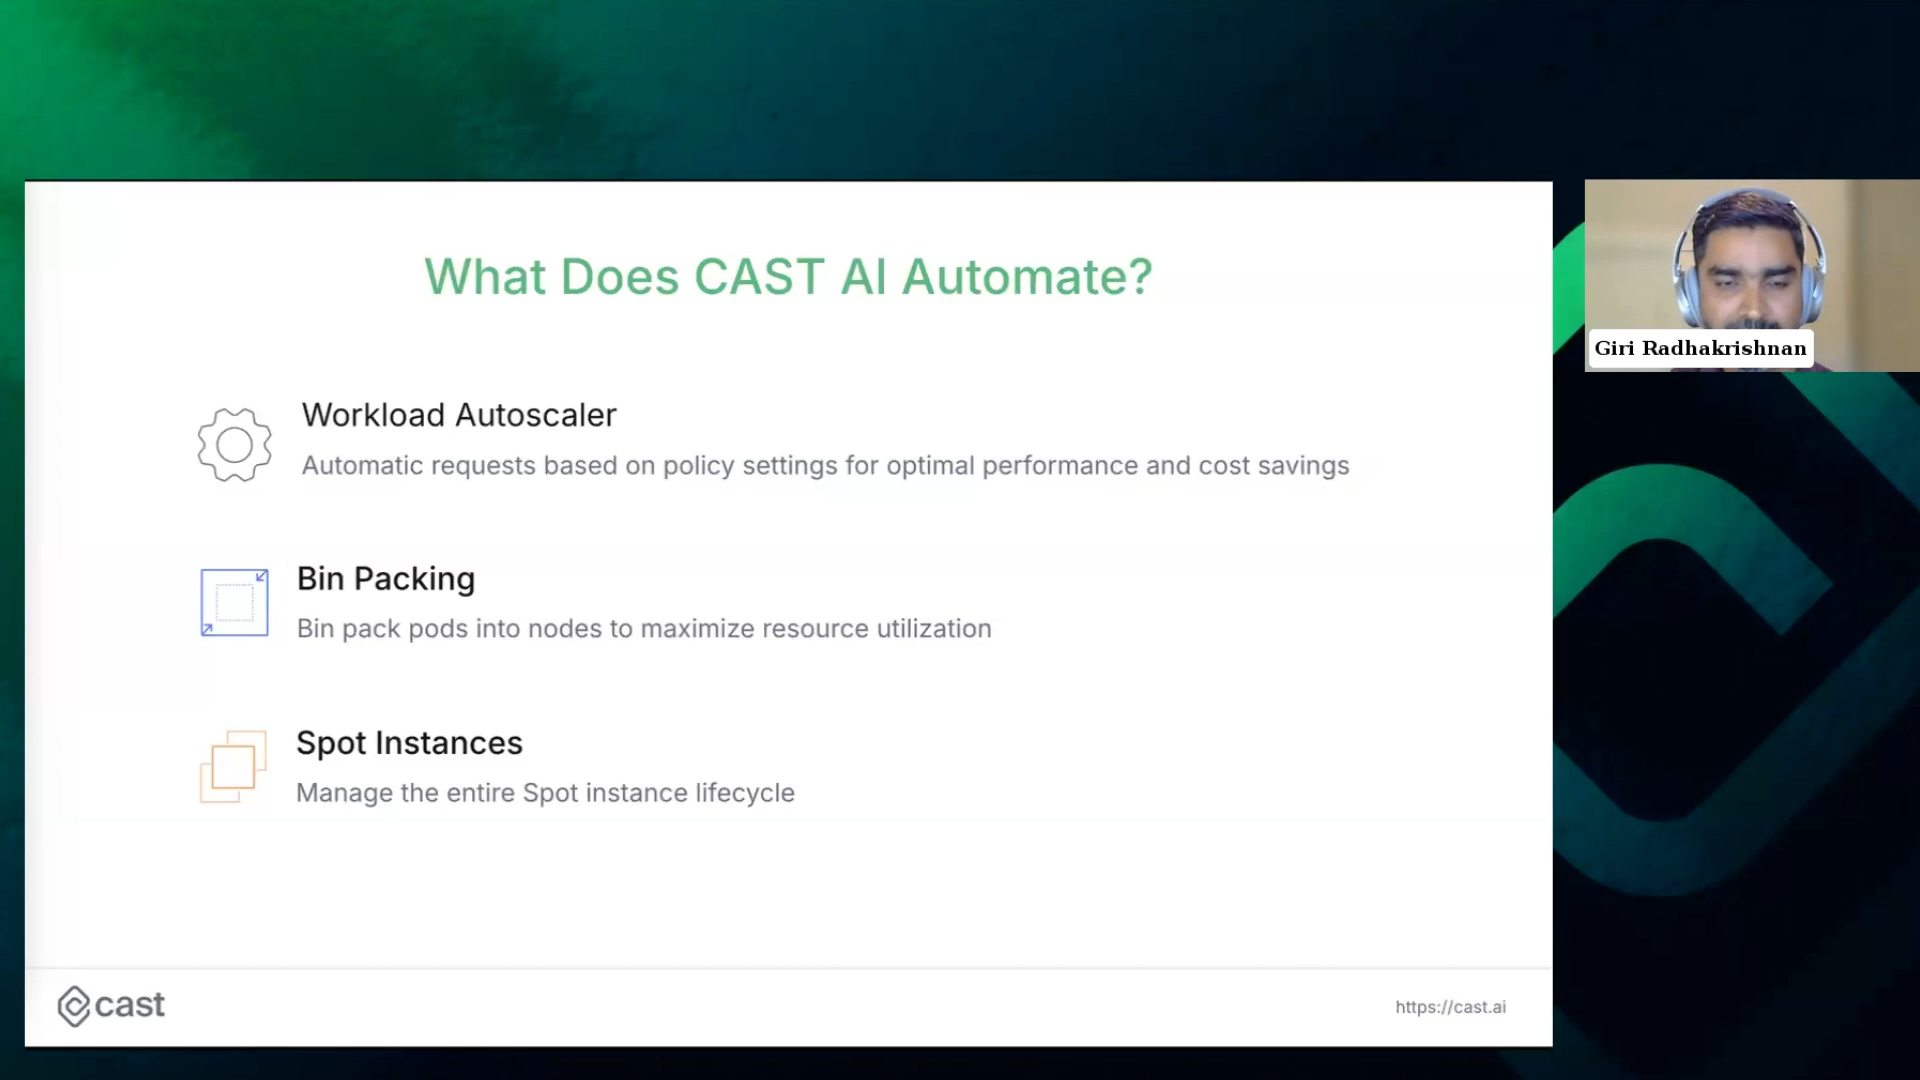 What Does CAST AI Automate?
Workload Autoscaler
Automatic requests based on policy settings for optimal performance and cost savings
Bin Packing
Bin pack pods into nodes to maximize resource utilization
Spot Instances
Manage the entire Spot instance lifecycle
cast
https://cast.ai
Giri Radhakrishnan